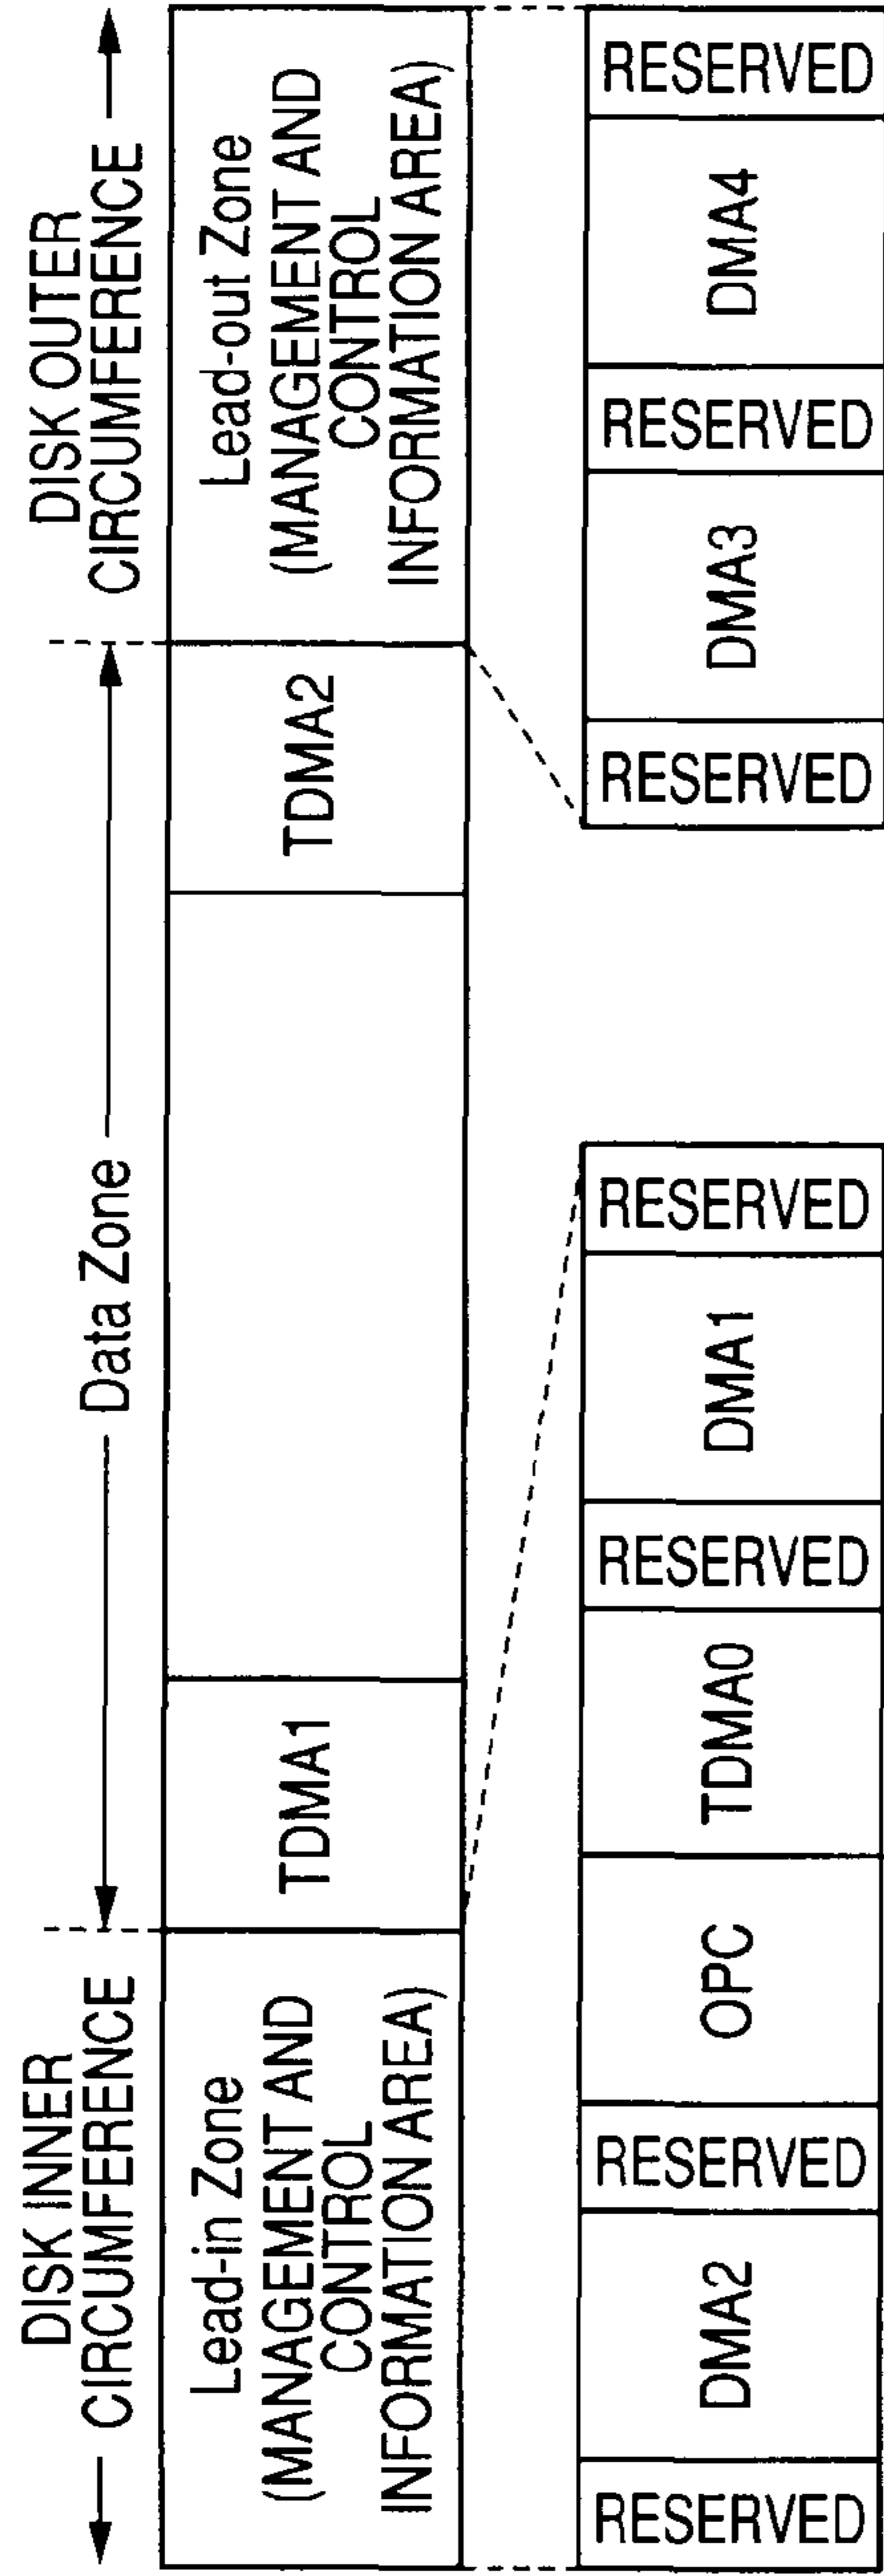 DISK INNER
CIRCUMFERENCE
Data Zone
DISK OUTER
CIRCUMFERENCE
Lead-in Zone
(MANAGEMENT AND
CONTROL
INFORMATION AREA)
TDMA1
TDMA2
Lead-out Zone
(MANAGEMENT AND
CONTROL
INFORMATION AREA)
RESERVED
DMA2
RESERVED
OPC
TDMA0
RESERVED
DMA1
RESERVED
RESERVED
DMA3
RESERVED
DMA4
RESERVED